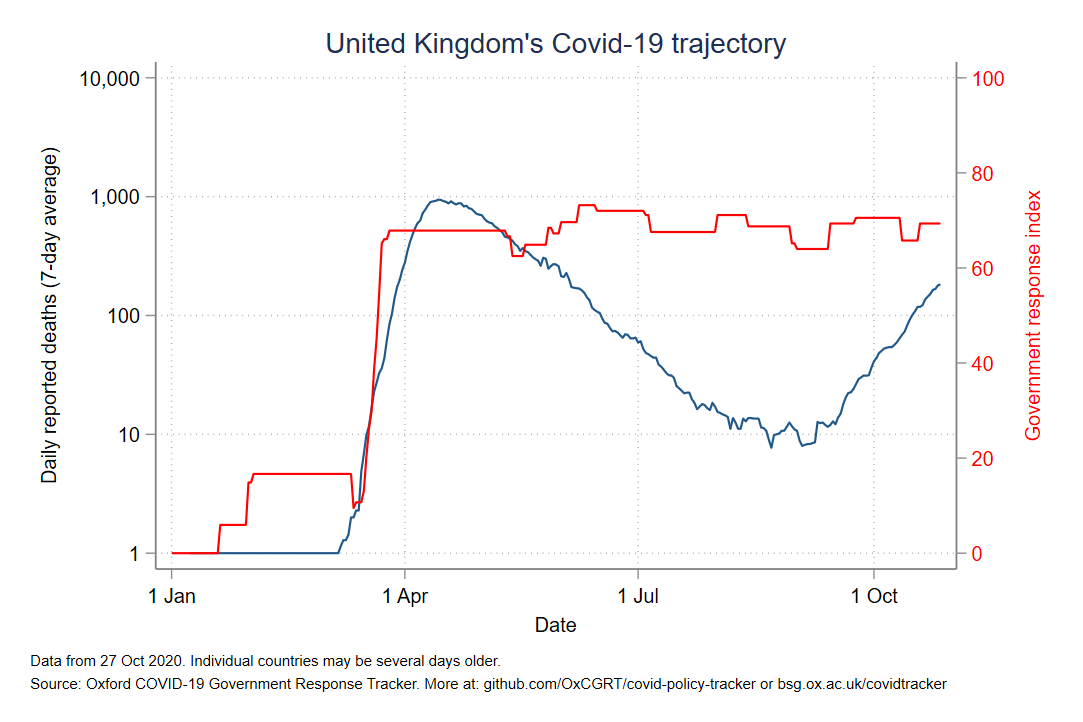 United Kingdom's Covid-19 trajectory
10,000
1,000
100
10
1
Daily reported deaths (7-day average)
100
80
60
40
20
0
Government response index
1 Jan
1 Apr
1 Jul
1 Oct
Date
Data from 27 Oct 2020. Individual countries may be several days older.
Source: Oxford COVID-19 Government Response Tracker. More at: github.com/OxCGRT/covid-policy-tracker or bsg.ox.ac.uk/covidtracker